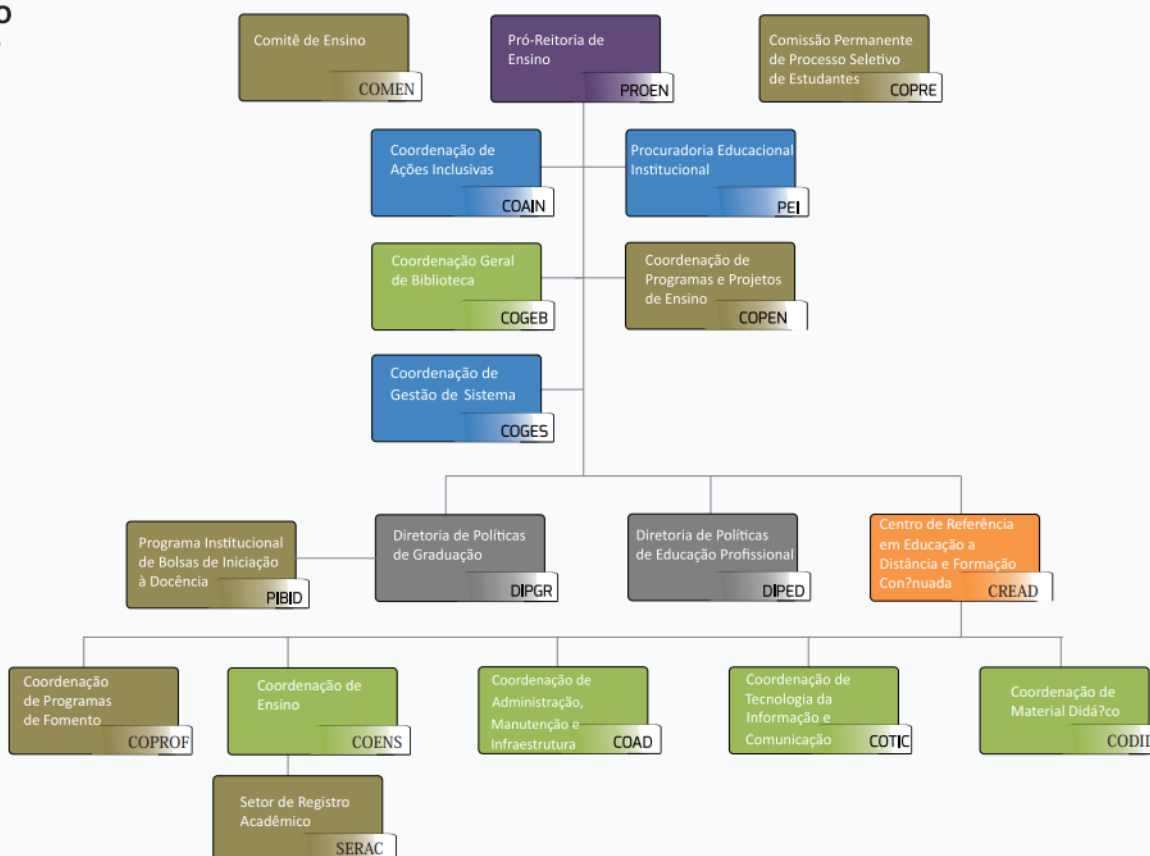 O
Comitê de Ensino
COMEN
Pró-Reitoria de
Ensino
PROEN
Comissão Permanente
de Processo Seletivo
de Estudantes
COPRE
Coordenação de
Ações Inclusivas
COAIN
Procuradoria Educacional
Institucional
PEI
Coordenação Geral
de Biblioteca
COGEB
Coordenação de
Programas e Projetos
de Ensino
COPEN
Coordenação de
Gestão de Sistema
COGES
Programa Institucional
de Bolsas de Iniciação
à Docência
PIBID
Diretoria de Políticas
de Graduação
DIPGR
Diretoria de Políticas
de Educação Profissional
DIPED
Centro de Referência
em Educação a
Distância e Formação
Con?nuada
CREAD
Coordenação
de Programas
de Fomento
COPROF
Coordenação de
Ensino
COENS
Coordenação de
Administração,
Manutenção e
Infraestrutura
COAD
Coordenação de
Tecnologia da
Informação e
Comunicação
COTIC
Coordenação de
Material Didá?co
CODI
Setor de Registro
Acadêmico
SERAC